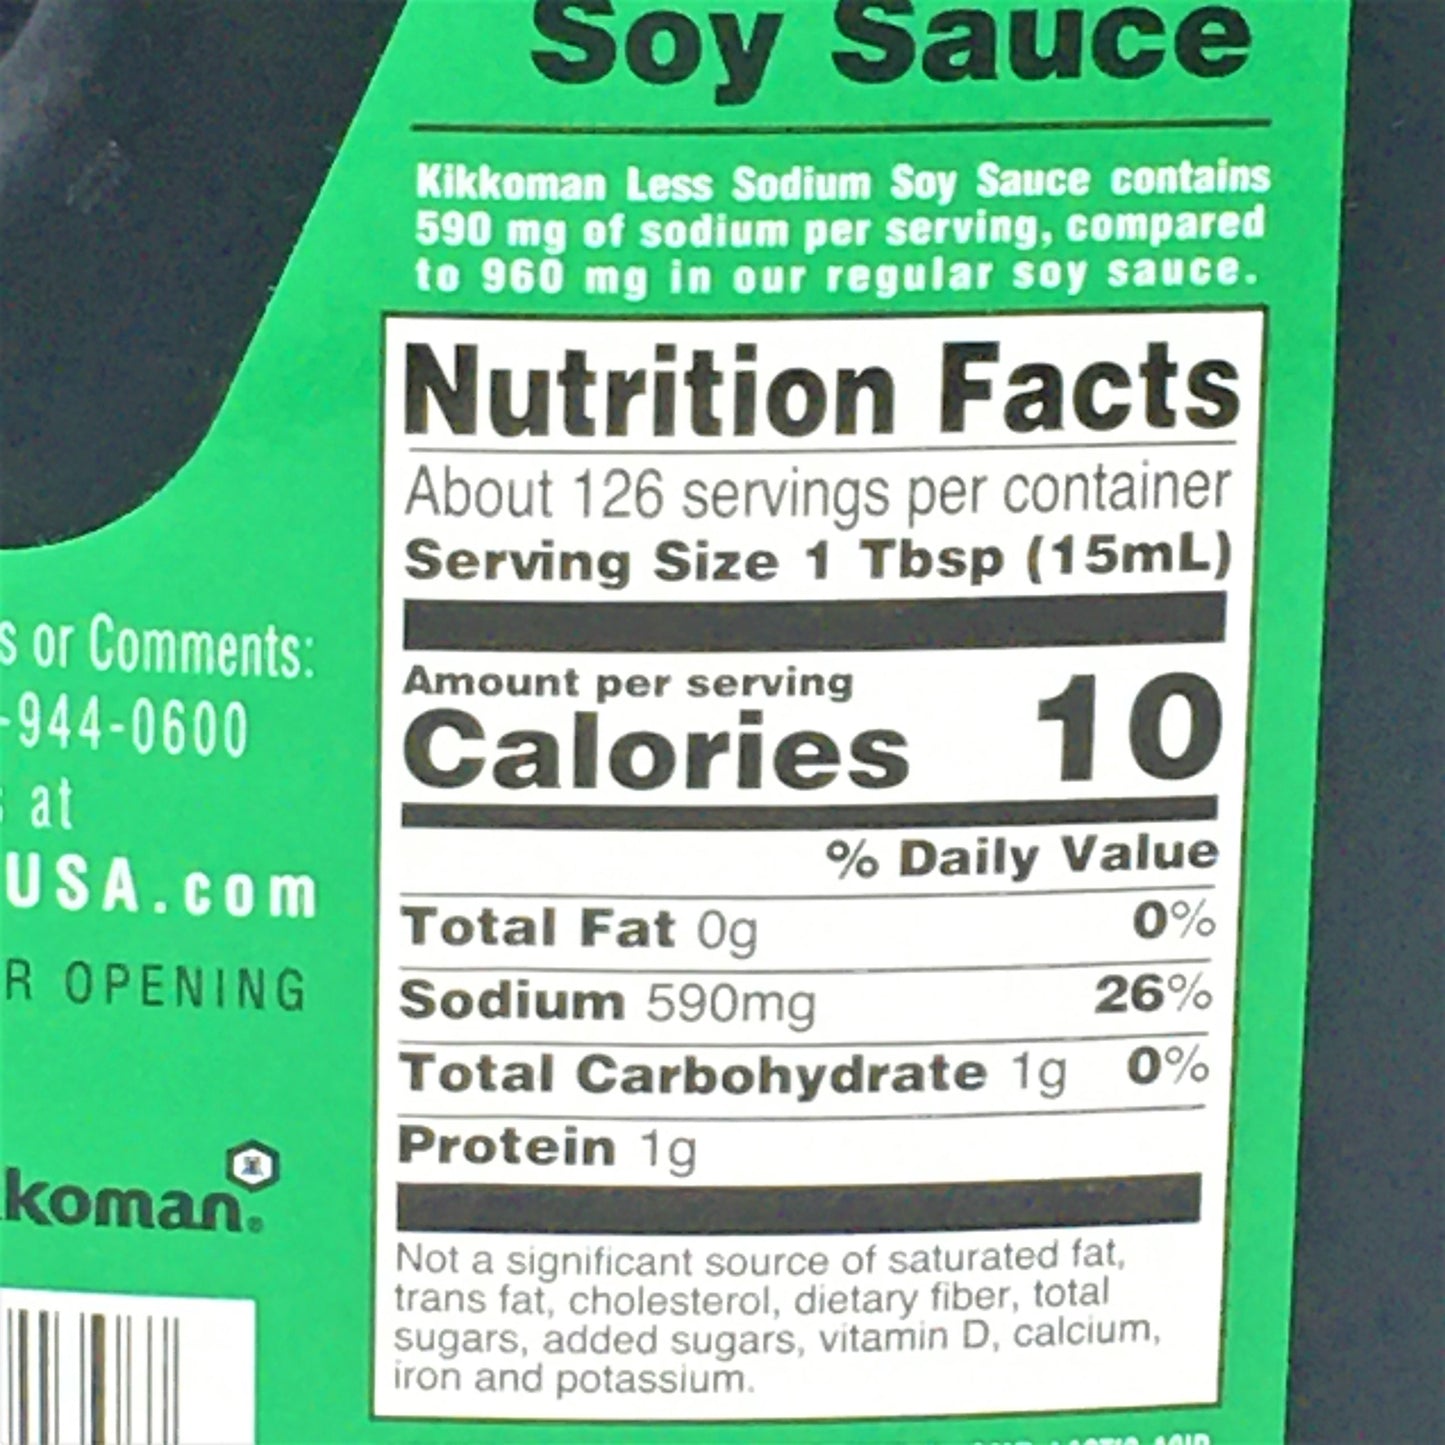 Soy Sauce
Kikkoman Less Sodium Soy Sauce contains
590 mg of sodium per serving, compared
to 960 mg in our regular soy sauce.
Nutrition Facts
About 126 servings per container
Serving Size 1 Tbsp (15mL)
Amount per serving
Calories 10
% Daily Value
Total Fat 0g 0%
Sodium 590mg 26%
Total Carbohydrate 1g 0%
Protein 1g
Not a significant source of saturated fat,
trans fat, cholesterol, dietary fiber, total
sugars, added sugars, vitamin D, calcium,
iron and potassium.
s or Comments:
-944-0600
at
USA.com
R OPENING
koman®